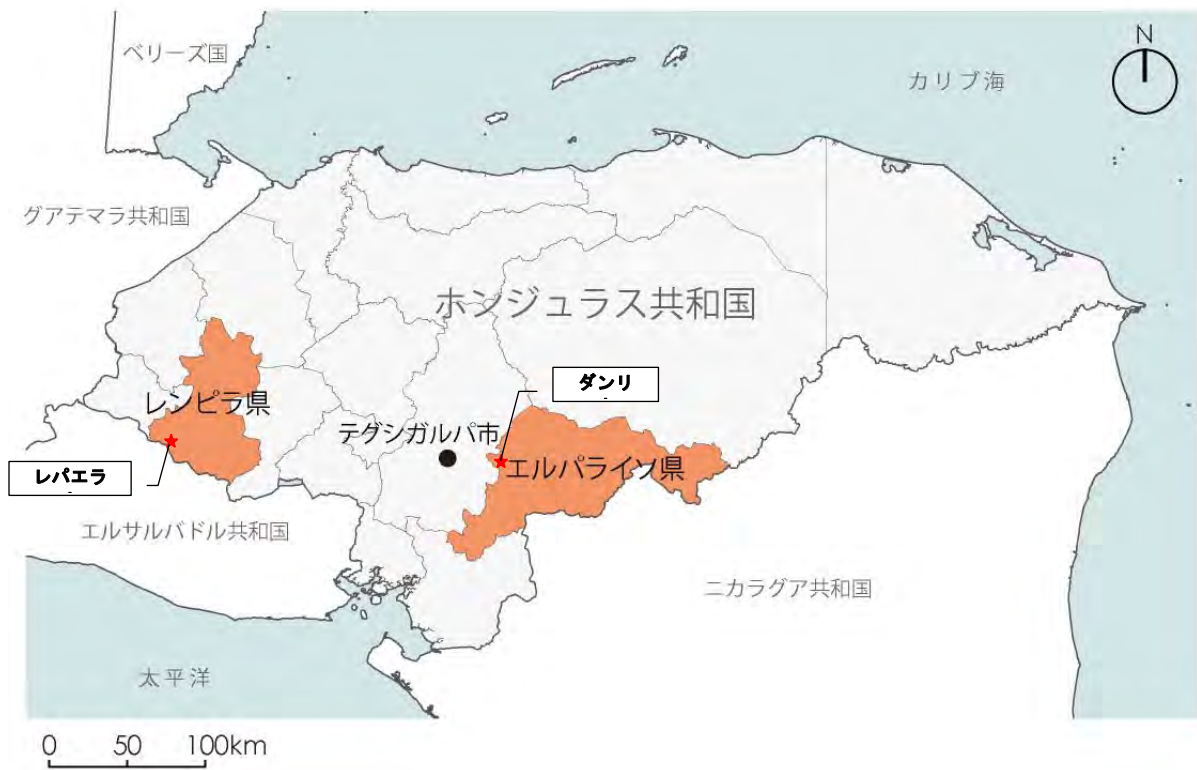 ベリーズ国
N
カリブ海
グアテマラ共和国
ホンジュラス共和国
ダンリ
レンピラ県
テグシガルパ市
エルパライソ県
レパエラ
エルサルバドル共和国
ニカラグア共和国
太平洋
0 50 100km